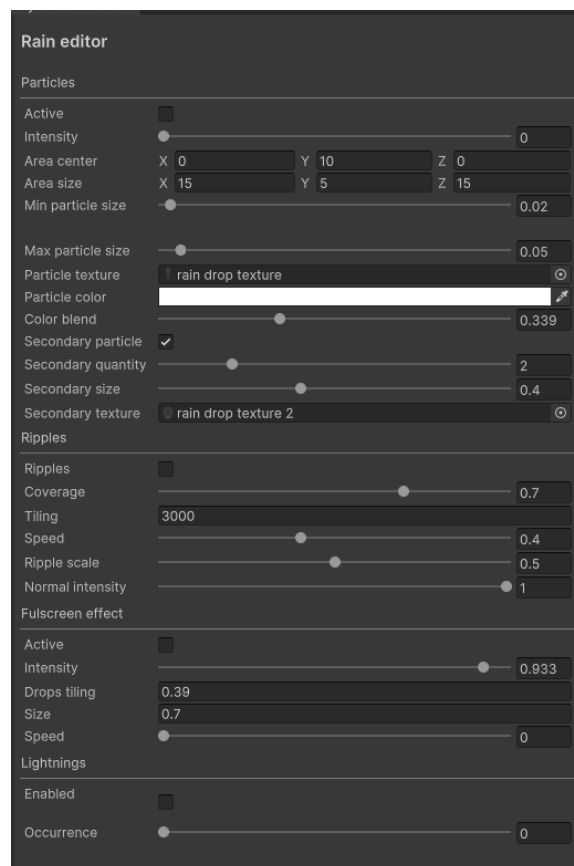 Rain editor
Particles
Active
Intensity 0
Area center X 0 Y 10 Z 0
Area size X 15 Y 5 Z 15
Min particle size 0.02
Max particle size 0.05
Particle texture rain drop texture
Particle color
Color blend 0.339
Secondary particle
Secondary quantity 2
Secondary size 0.4
Secondary texture rain drop texture 2
Ripples
Ripples
Coverage 0.7
Tiling 3000
Speed 0.4
Ripple scale 0.5
Normal intensity 1
Fulscreen effect
Active
Intensity 0.933
Drops tiling 0.39
Size 0.7
Speed 0
Lightnings
Enabled
Occurrence 0